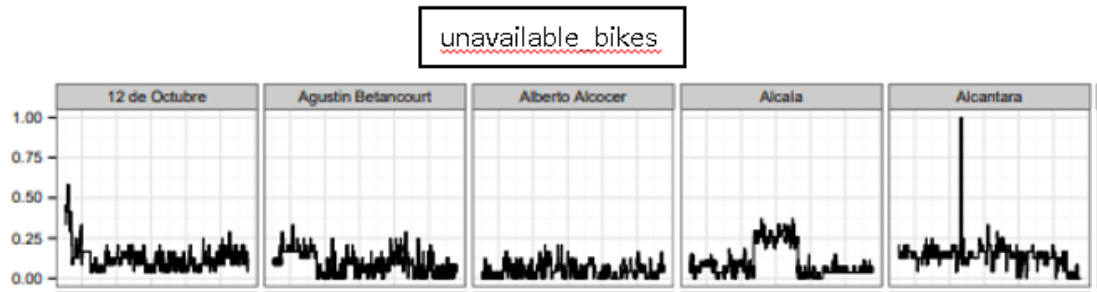 unavailable_bikes
12 de Octubre Agustin Betancourt Alberto Alcocer Alcala Alcantara
1.00
0.75
0.50
0.25
0.00